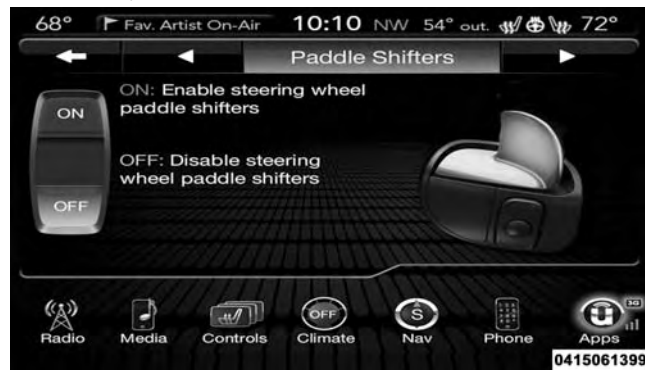 68° Fav. Artist On-Air 10:10 NW 54° out. 72°
Paddle Shifters
ON
ON: Enable steering wheel
paddle shifters
OFF: Disable steering
wheel paddle shifters
OFF
OFF
S
3G
Radio Media Controls Climate Nav Phone Apps
0415061399